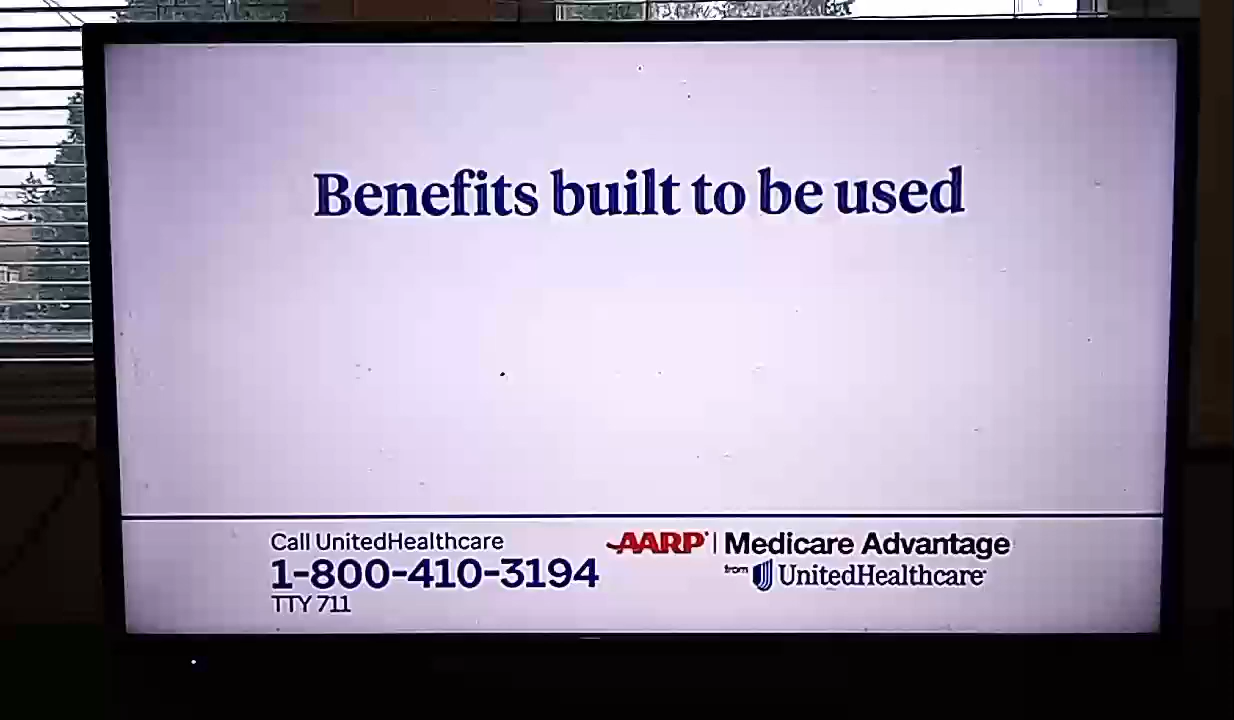 Benefits built to be used
Call UnitedHealthcare
1-800-410-3194
TTY 711
AARP | Medicare Advantage
from UnitedHealthcare